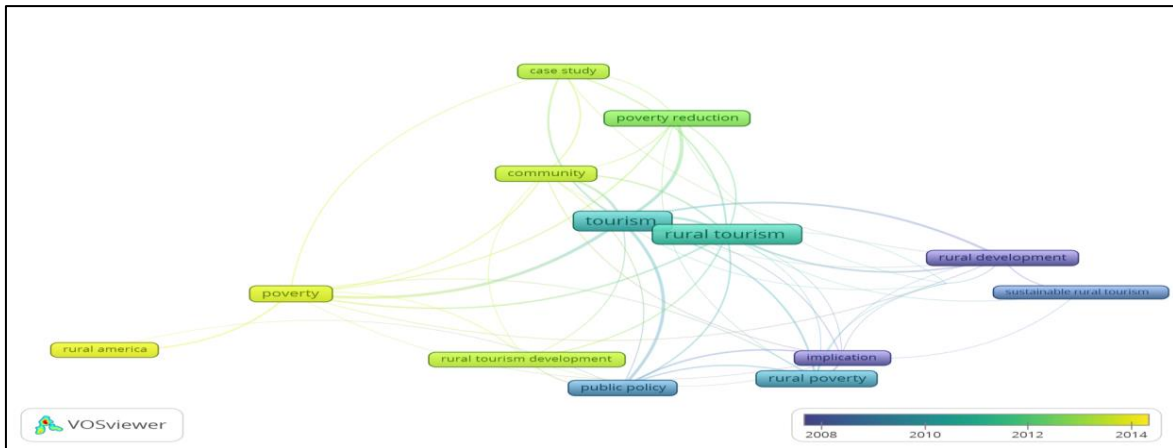 case study
poverty reduction
community
tourism
rural tourism
rural development
sustainable rural tourism
poverty
rural america
rural tourism development
implication
rural poverty
public policy
VOSviewer
2008 2010 2012 2014